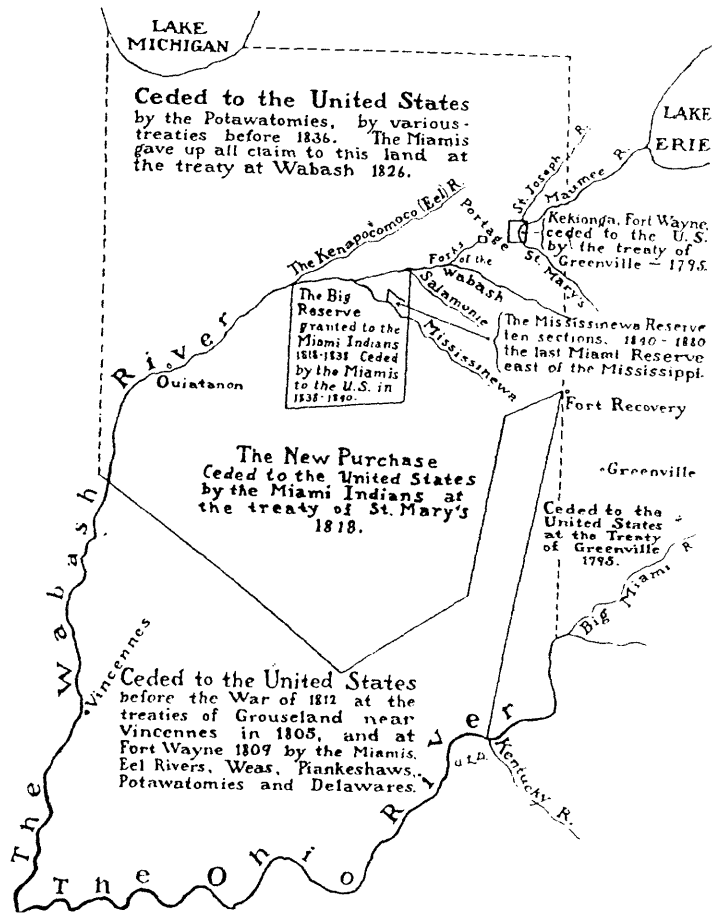 LAKE
MICHIGAN
Ceded to the United States
by the Potawatomies, by various
treaties before 1836. The Miamis
gave up all claim to this land at
the treaty at Wabash 1826.
LAKE
ERIE
St. Joseph R.
Maumee R.
Kekionga, Fort Wayne,
ceded to the U.S.
by the treaty of
Greenville – 1795.
Portage
St. Mary's
The Kenapocomoco (Eel) R.
Forks
of the
Wabash
Salamonie
Mississinewa
The Big
Reserve
granted to the
Miami Indians
1818-1838 Ceded
by the Miamis
to the U.S. in
1838-1840.
The Mississinewa Reserve
ten sections. 1840-1880
the last Miami Reserve
east of the Mississippi.
Ouiatanon
Fort Recovery
Greenville
The New Purchase
Ceded to the United States
by the Miami Indians at
the treaty of St. Mary's
1818.
Ceded to the
United States
at the Treaty
of Greenville
1795.
Big Miami R
Vincennes
Ceded to the United States
before the War of 1812 at the
treaties of Grouseland near
Vincennes in 1805, and at
Fort Wayne 1809 by the Miamis,
Eel Rivers, Weas, Piankeshaws,
Potawatomies and Delawares.
Kentucky R.
The Wabash River
The Ohio River